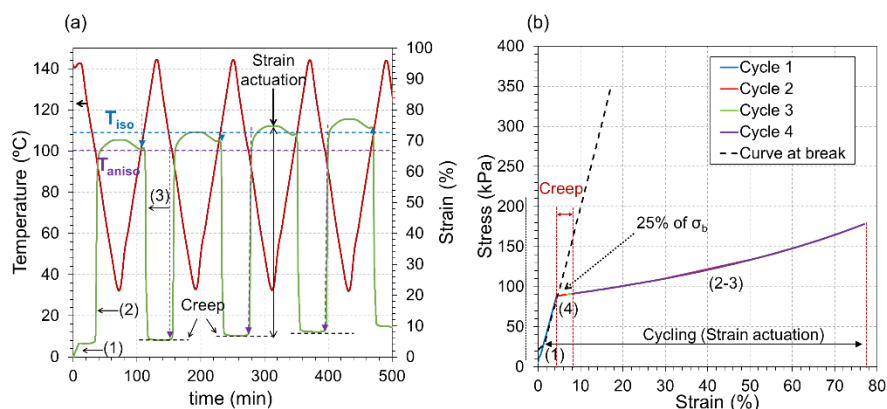 (a)
Temperature (ºC)
140
120
100
80
60
40
20
0
0 100 200 300 400 500
time (min)
100
90
80
70
60
50
40
30
20
10
0
Strain (%)
Strain
actuation
T_iso
T_aniso
(3)
(2)
(1)
Creep
(b)
Stress (kPa)
400
350
300
250
200
150
100
50
0
0 10 20 30 40 50 60 70 80
Strain (%)
Cycle 1
Cycle 2
Cycle 3
Cycle 4
Curve at break
Creep
25% of σ_b
(2-3)
(4)
Cycling (Strain actuation)
(1)